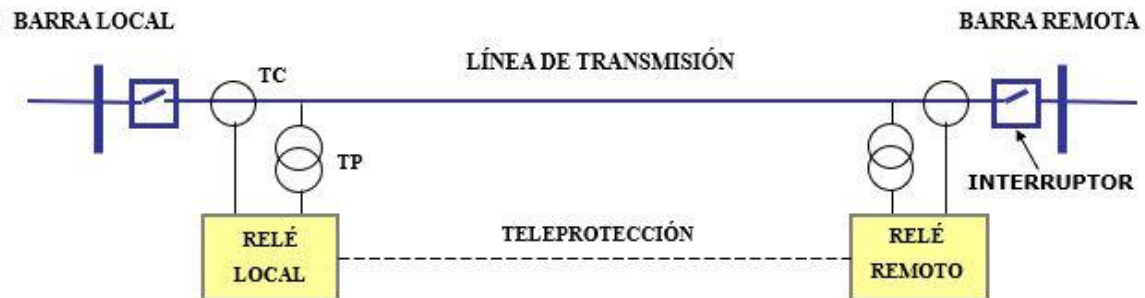 BARRA LOCAL
BARRA REMOTA
LÍNEA DE TRANSMISIÓN
TC
TP
INTERRUPTOR
TELEPROTECCIÓN
RELÉ
LOCAL
RELÉ
REMOTO